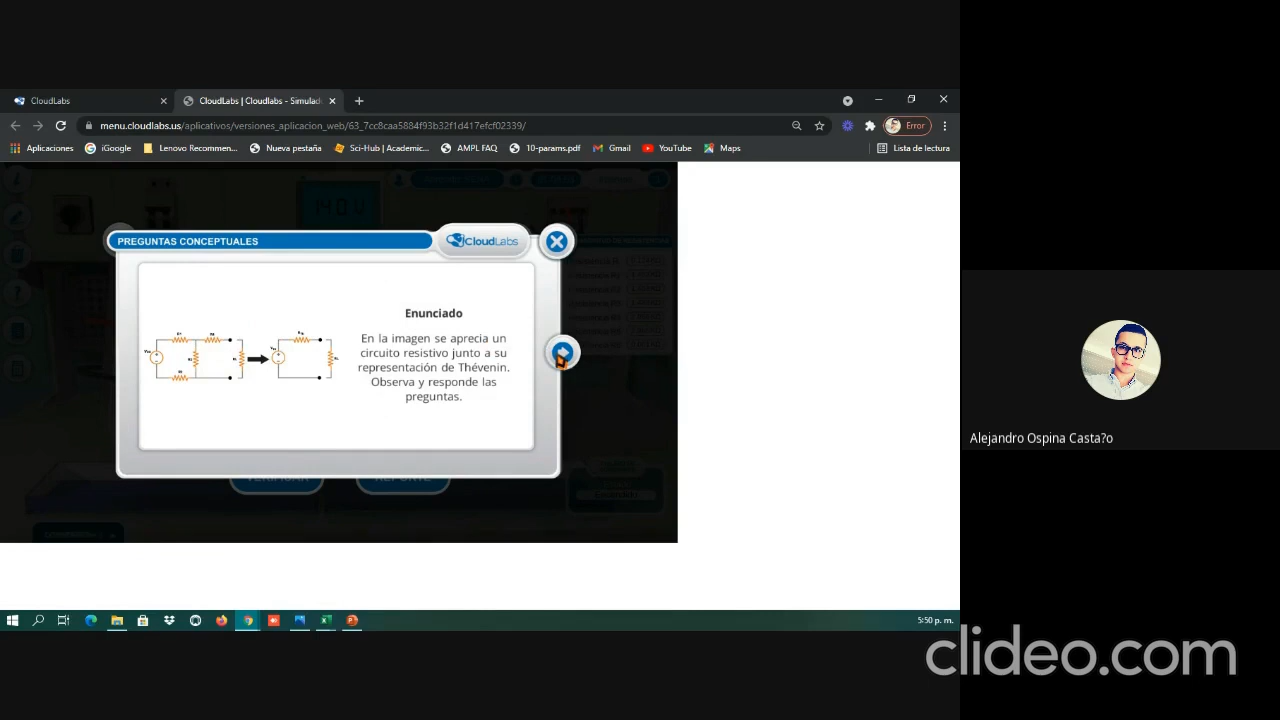 CloudLabs
CloudLabs | Cloudlabs - Simulad
menu.cloudlabs.us/aplicativos/versiones_aplicacion_web/63_7cc8caa5884f93b32f1d417efcf02339/
Error
Aplicaciones
iGoogle
Lenovo Recommen...
Nueva pestaña
Sci-Hub | Academic...
AMPL FAQ
10-params.pdf
Gmail
YouTube
Maps
Lista de lectura
PREGUNTAS CONCEPTUALES
CloudLabs
Enunciado
En la imagen se aprecia un
circuito resistivo junto a su
representación de Thévenin.
Observa y responde las
preguntas.
VERIFICAR
REPORTE
Alejandro Ospina Casta?o
5:50 p. m.
clideo.com